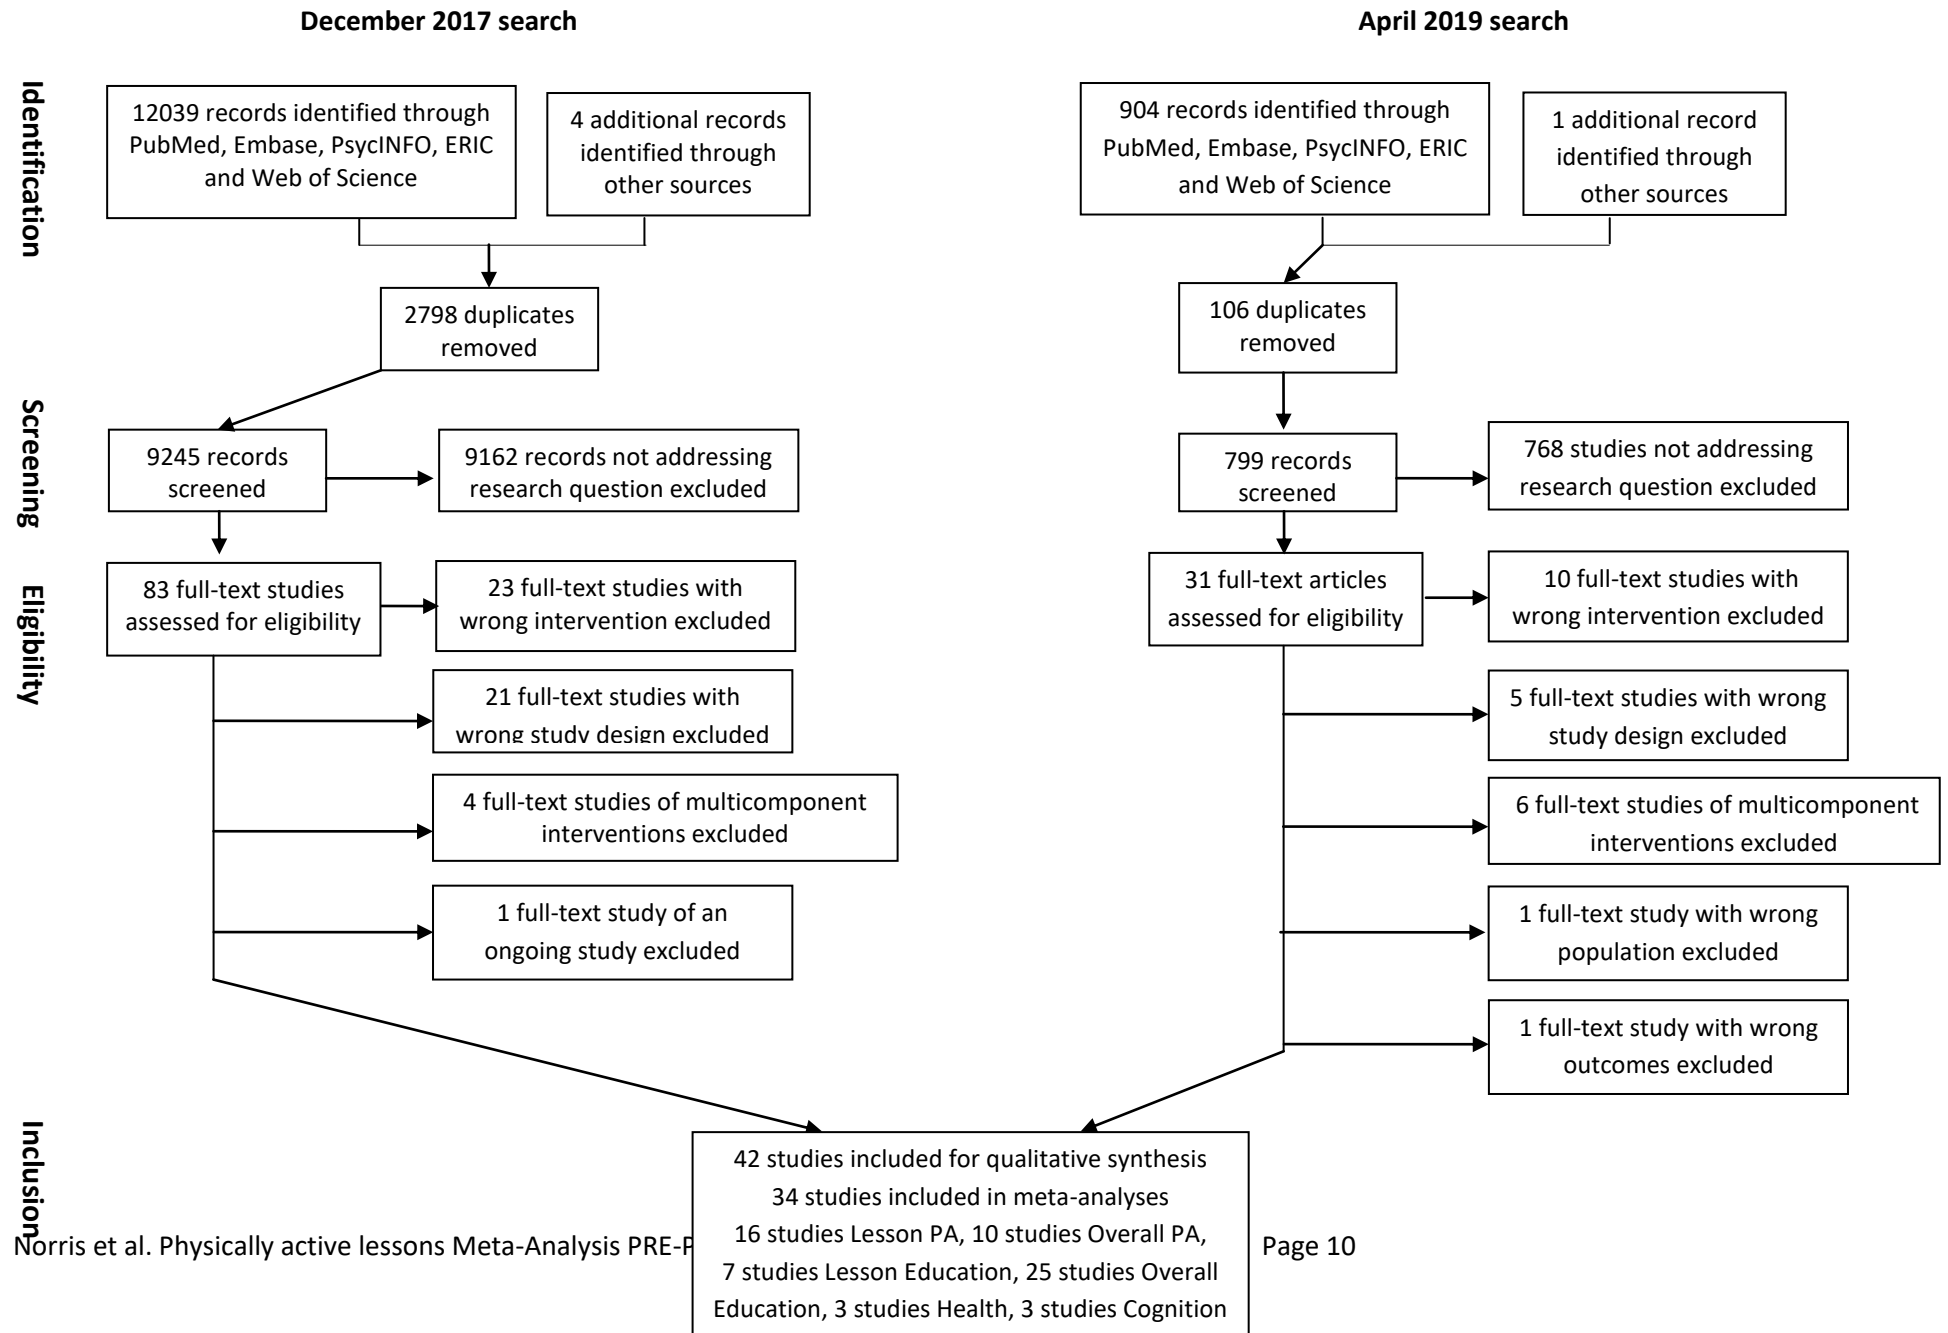 December 2017 search
April 2019 search
Identification
12039 records identified through
PubMed, Embase, PsycINFO, ERIC
and Web of Science
4 additional records
identified through
other sources
904 records identified through
PubMed, Embase, PsycINFO, ERIC
and Web of Science
1 additional record
identified through
other sources
2798 duplicates
removed
106 duplicates
removed
Screening
9245 records
screened
9162 records not addressing
research question excluded
799 records
screened
768 studies not addressing
research question excluded
Eligibility
83 full-text studies
assessed for eligibility
23 full-text studies with
wrong intervention excluded
31 full-text articles
assessed for eligibility
10 full-text studies with
wrong intervention excluded
21 full-text studies with
wrong study design excluded
5 full-text studies with wrong
study design excluded
4 full-text studies of multicomponent
interventions excluded
6 full-text studies of multicomponent
interventions excluded
1 full-text study of an
ongoing study excluded
1 full-text study with wrong
population excluded
1 full-text study with wrong
outcomes excluded
Inclusion
42 studies included for qualitative synthesis
34 studies included in meta-analyses
16 studies Lesson PA, 10 studies Overall PA,
7 studies Lesson Education, 25 studies Overall
Education, 3 studies Health, 3 studies Cognition
Norris et al. Physically active lessons Meta-Analysis PRE-P
Page 10